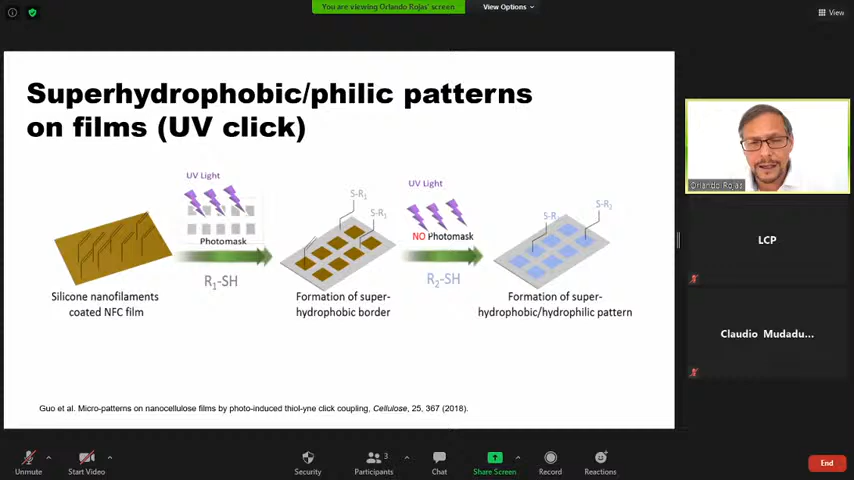 You are viewing Orlando Rojas' screen
View Options
View
Superhydrophobic/philic patterns
on films (UV click)
UV Light
Photomask
R1-SH
S-R1
S-R1
UV Light
NO Photomask
R2-SH
S-R
S-R2
Silicone nanofilaments
coated NFC film
Formation of super-
hydrophobic border
Formation of super-
hydrophobic/hydrophilic pattern
Guo et al. Micro-patterns on nanocellulose films by photo-induced thiol-yne click coupling, Cellulose, 25, 367 (2018).
Orlando Rojas
LCP
Claudio Mudadu...
Unmute
Start Video
Security
Participants
3
Chat
Share Screen
Record
Reactions
End